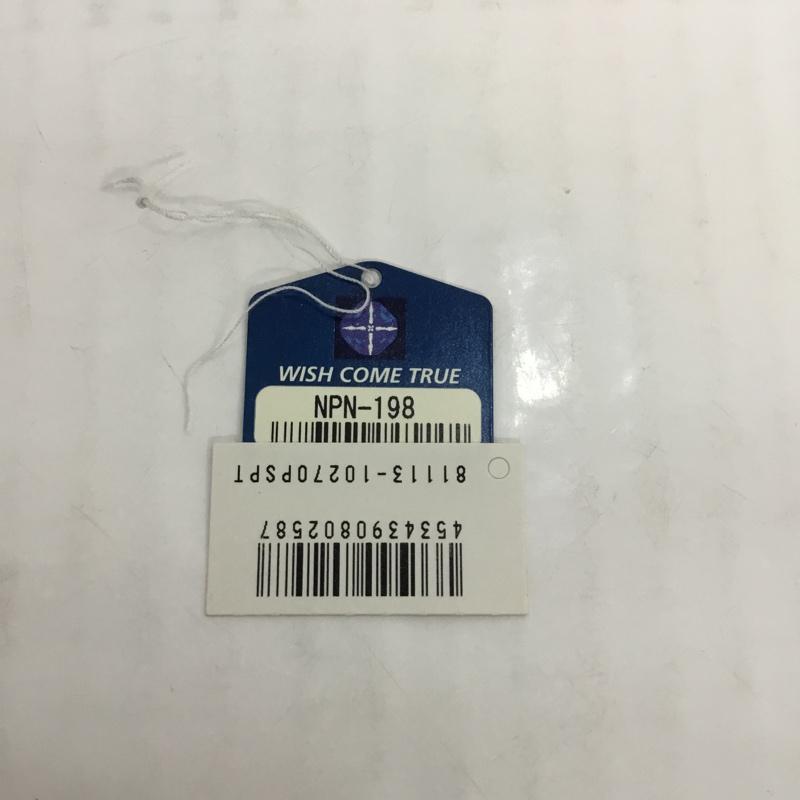 WISH COME TRUE
NPN-198
81113-10270PSPT
4534390802587